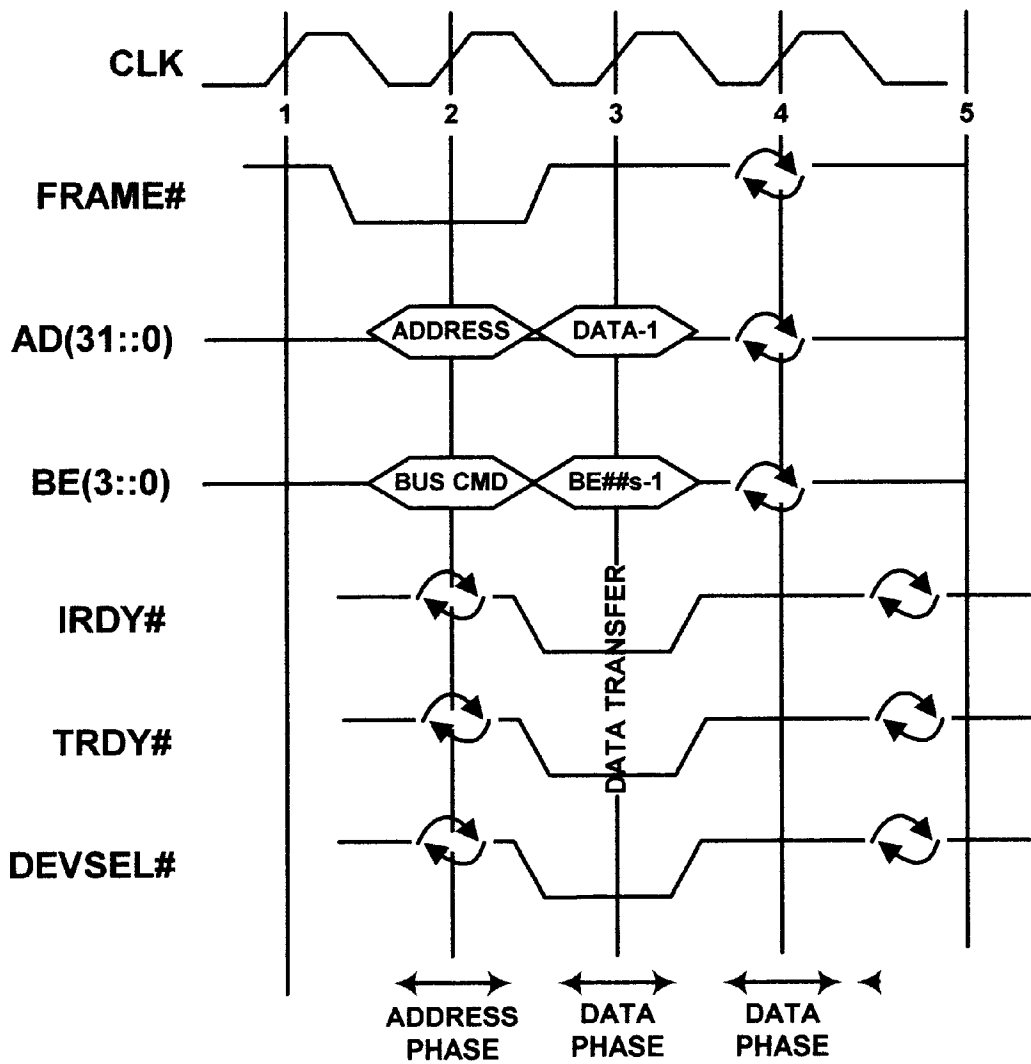 CLK
1 2 3 4 5
FRAME#
AD(31::0)
ADDRESS DATA-1
BE(3::0)
BUS CMD BE##s-1
IRDY#
DATA TRANSFER
TRDY#
DEVSEL#
ADDRESS PHASE
DATA PHASE
DATA PHASE